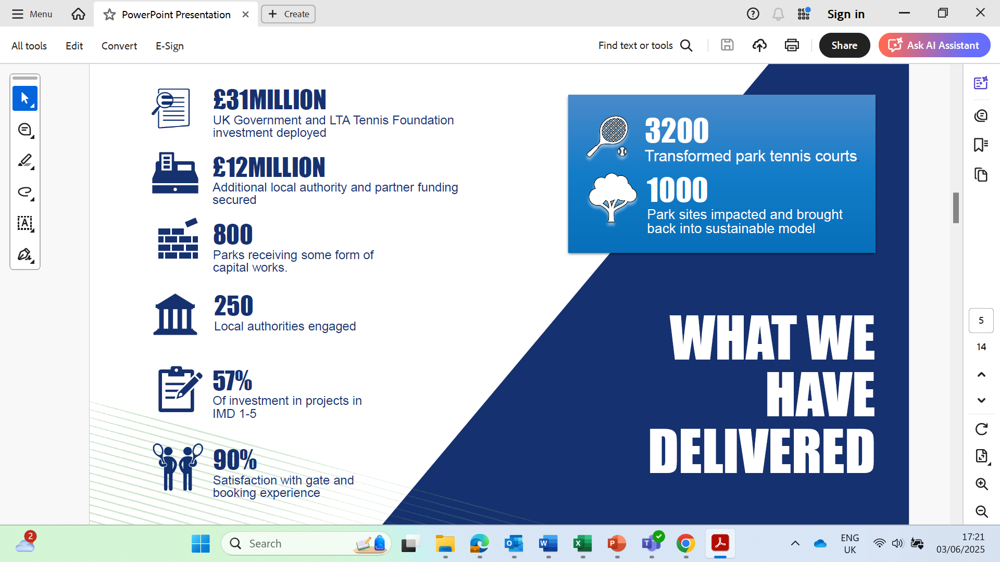 Menu
PowerPoint Presentation
Create
Sign in
All tools
Edit
Convert
E-Sign
Find text or tools
Share
Ask AI Assistant
£31MILLION
UK Government and LTA Tennis Foundation
investment deployed
£12MILLION
Additional local authority and partner funding
secured
800
Parks receiving some form of
capital works.
250
Local authorities engaged
57%
Of investment in projects in
IMD 1-5
90%
Satisfaction with gate and
booking experience
3200
Transformed park tennis courts.
1000
Park sites impacted and brought
back into sustainable model
WHAT WE
HAVE
DELIVERED
5
14
2
Search
ENG
UK
17:21
03/06/2025